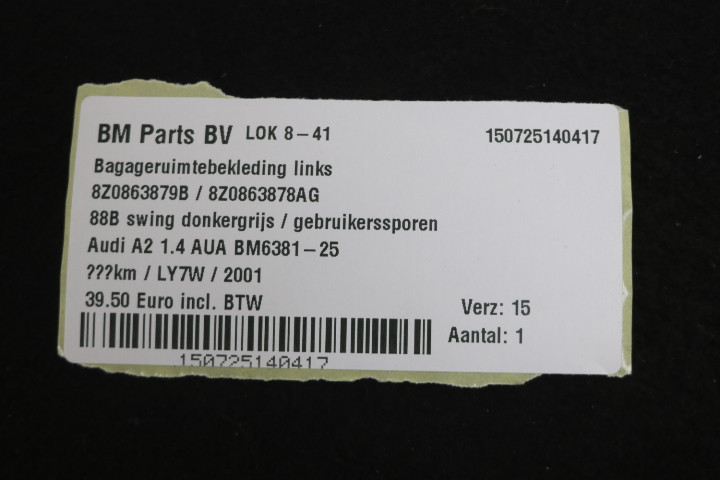 BM Parts BV LOK 8-41 150725140417
Bagageruimtebekleding links
8Z0863879B / 8Z0863878AG
88B swing donkergrijs / gebruikerssporen
Audi A2 1.4 AUA BM6381-25
???km / LY7W / 2001
39.50 Euro incl. BTW Verz: 15
Aantal: 1
150725140417